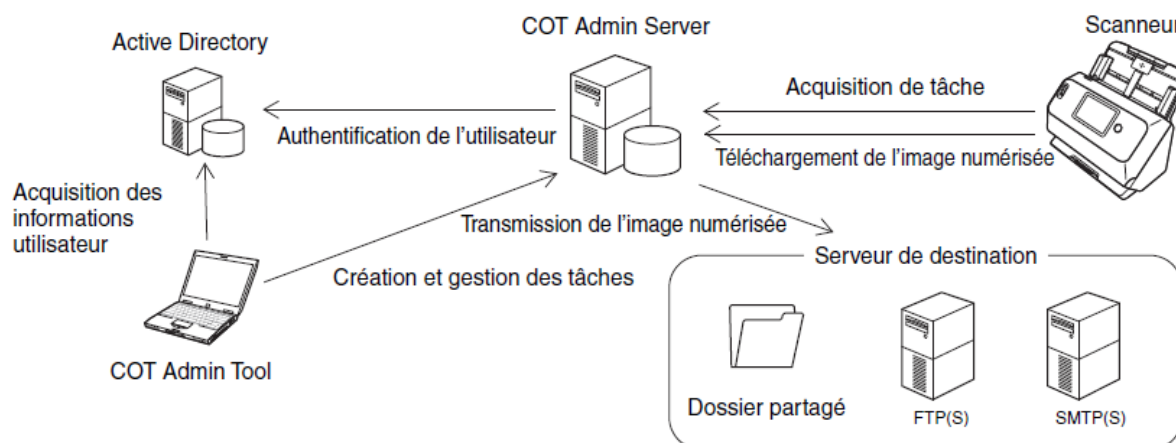 COT Admin Server
Scanneur
Active Directory
Acquisition de tâche
Authentification de l'utilisateur
Téléchargement de l'image numérisée
Acquisition des
informations
utilisateur
Transmission de l'image numérisée
Serveur de destination
Création et gestion des tâches
COT Admin Tool
Dossier partagé
FTP(S)
SMTP(S)